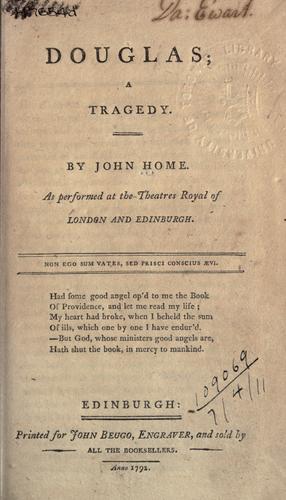 LIBRARY
Da: Ewart.
DOUGLAS;
A
TRAGEDY.
BY JOHN HOME.
As performed at the Theatres Royal of
LONDON AND EDINBURGH.
NON EGO SUM VATES, SED PRISCI CONSCIUS ÆVI.
Had ſome good angel op'd to me the Book
Of Providence, and let me read my life;
My heart had broke, when I beheld the ſum
Of ills, which one by one I have endur'd.
—But God, whose miniſters good angels are,
Hath ſhut the book, in mercy to mankind.
109069
7/4/11
EDINBURGH:
Printed for JOHN BEUGO, ENGRAVER, and sold by
ALL THE BOOKSELLERS.
Anno 1792.